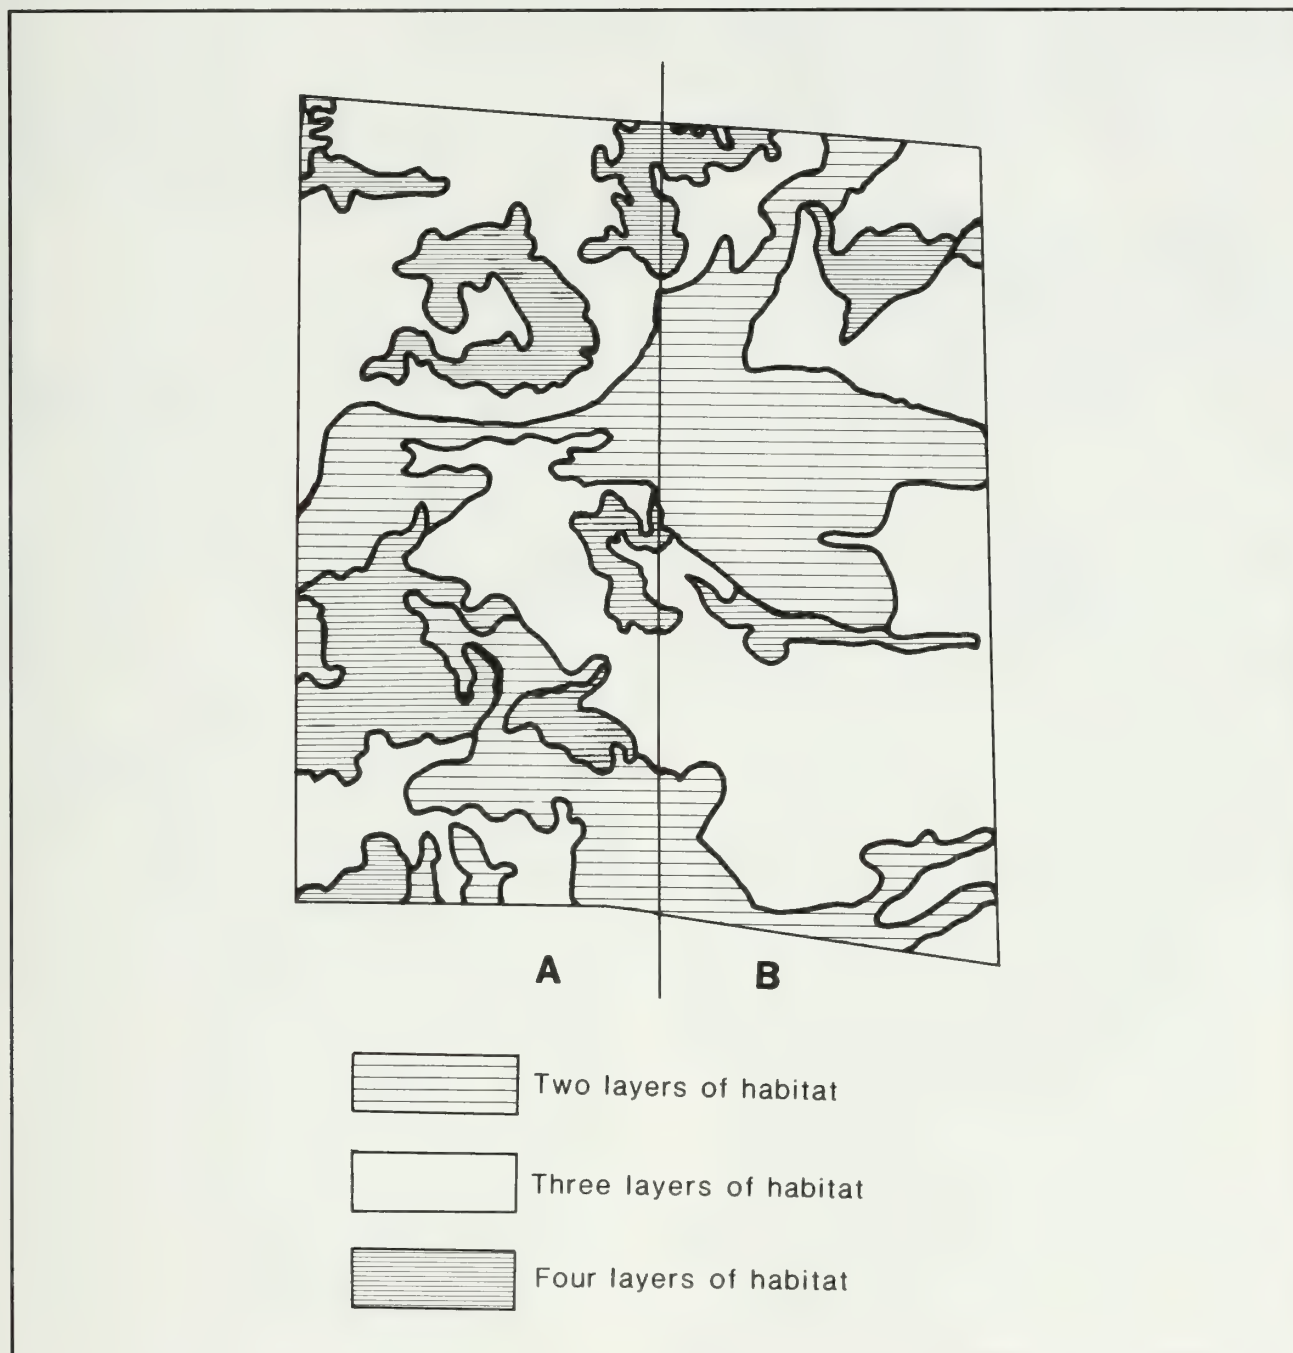 A
B
Two layers of habitat
Three layers of habitat
Four layers of habitat